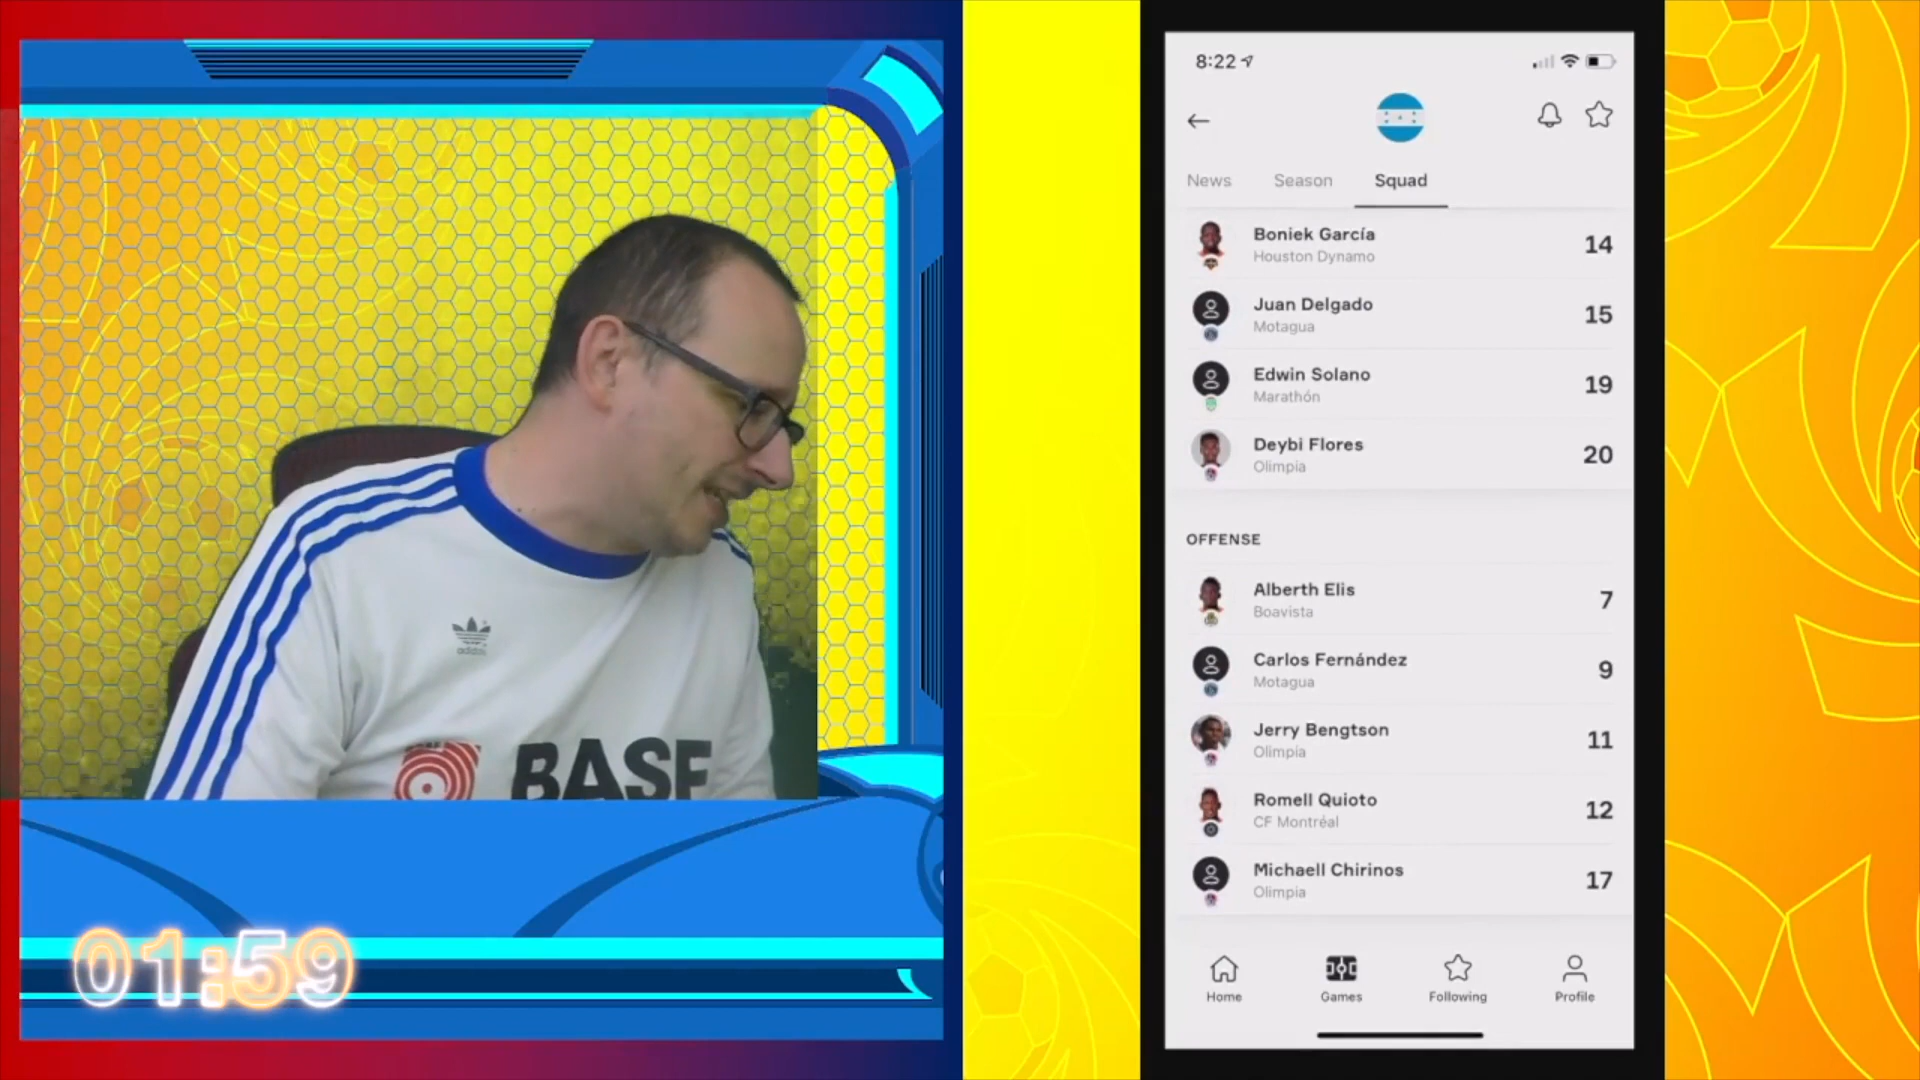 adidas
BASF
01:59
8:22
News
Season
Squad
Boniek García
Houston Dynamo
14
Juan Delgado
Motagua
15
Edwin Solano
Marathón
19
Deybi Flores
Olimpia
20
OFFENSE
Alberth Elis
Boavista
7
Carlos Fernández
Motagua
9
Jerry Bengtson
Olimpia
11
Romell Quioto
CF Montréal
12
Michaell Chirinos
Olimpia
17
Home
Games
Following
Profile